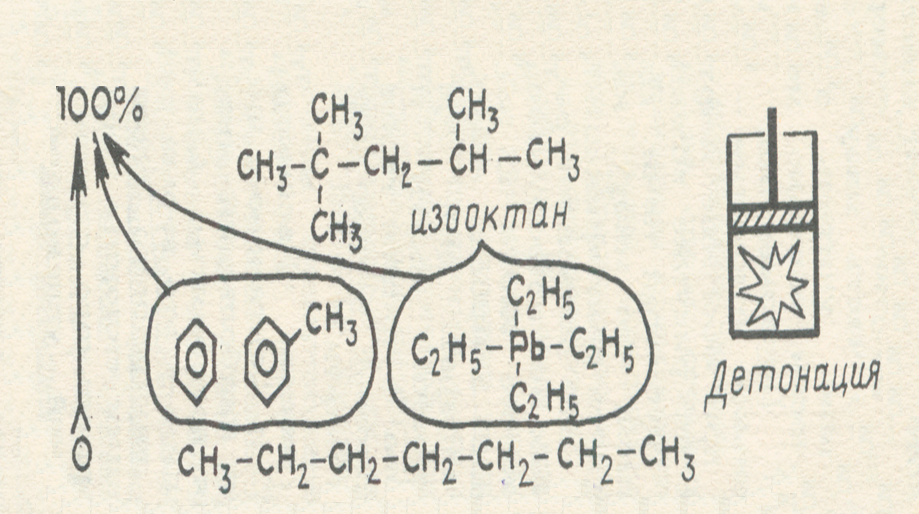 100%
CH₃ CH₃
CH₃–C–CH₂–CH–CH₃
CH₃ изооктан
C₂H₅
CH₃
C₂H₅–Pb–C₂H₅
C₂H₅
Детонация
0
CH₃–CH₂–CH₂–CH₂–CH₂–CH₂–CH₃